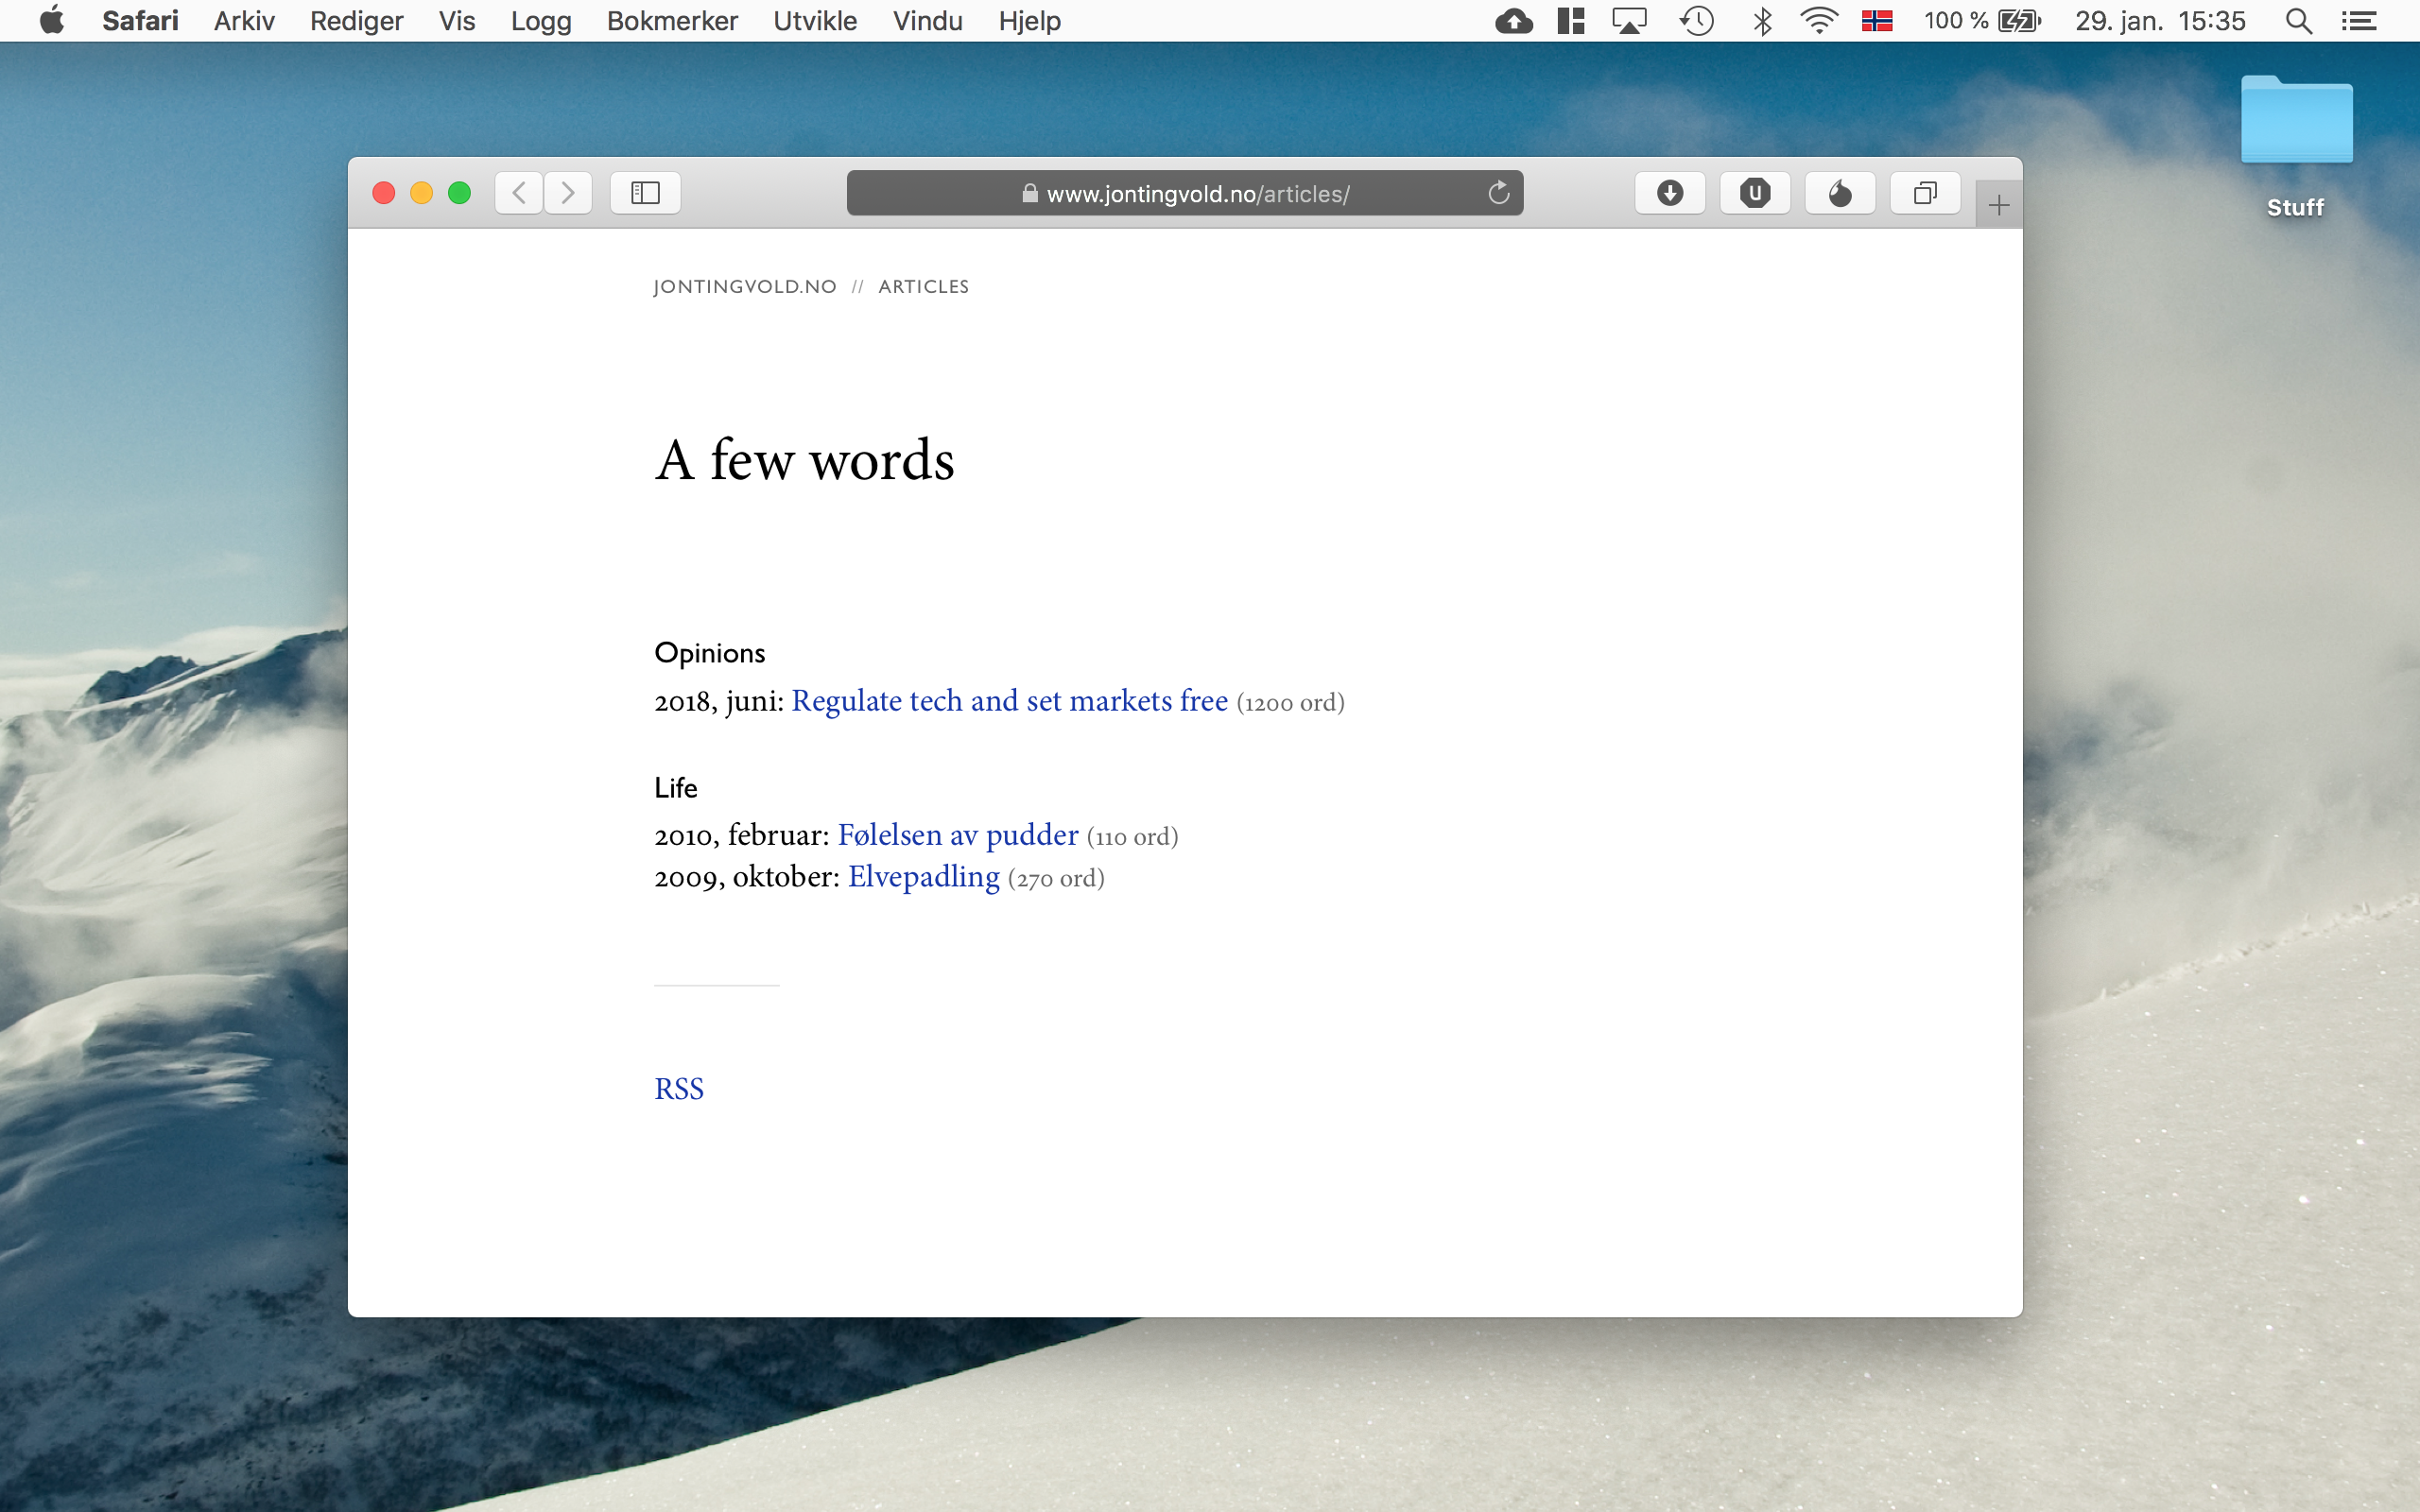 Safari Arkiv Rediger Vis Logg Bokmerker Utvikle Vindu Hjelp 100 % 29. jan. 15:35
Stuff
www.jontingvold.no/articles/
U
JONTINGVOLD.NO // ARTICLES
A few words
Opinions
2018, juni: Regulate tech and set markets free (1200 ord)
Life
2010, februar: Følelsen av pudder (110 ord)
2009, oktober: Elvepadling (270 ord)
RSS